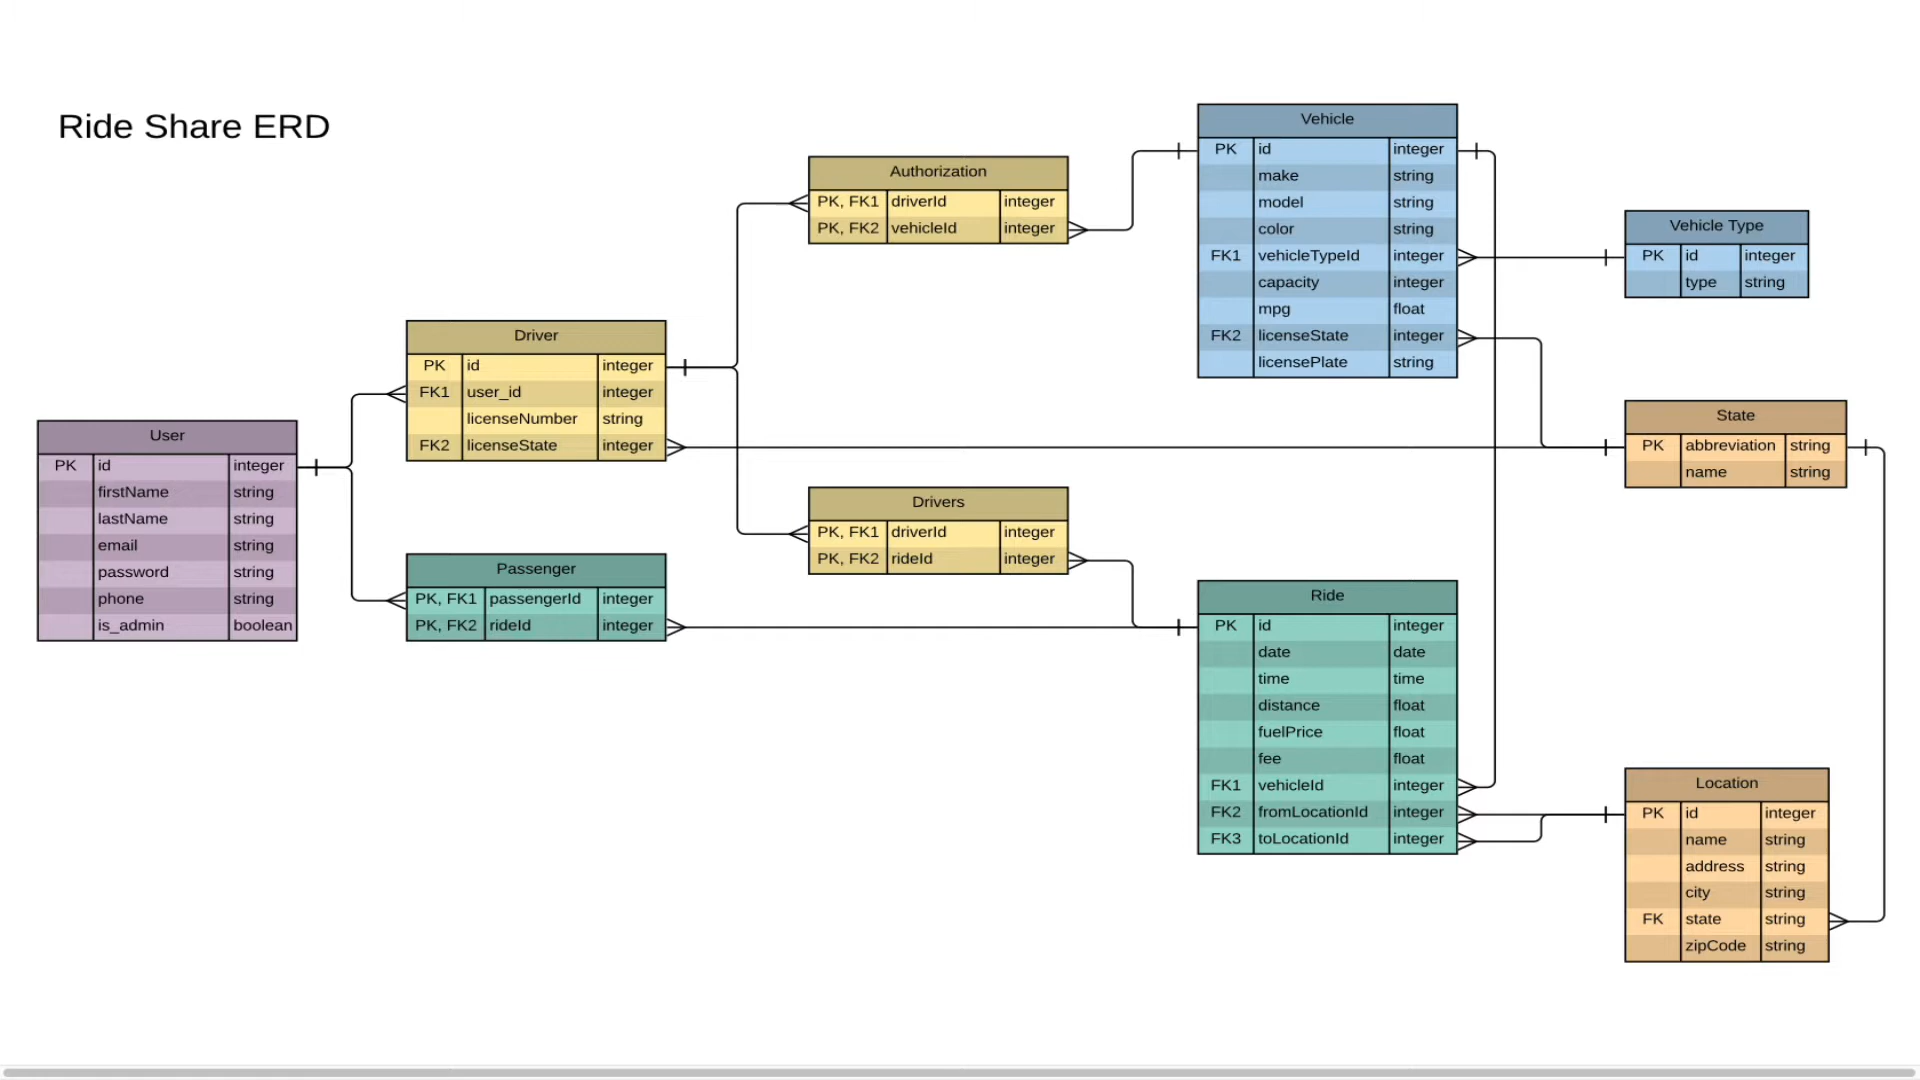 Ride Share ERD
User
PK id integer
firstName string
lastName string
email string
password string
phone string
is_admin boolean
Driver
PK id integer
FK1 user_id integer
licenseNumber string
FK2 licenseState integer
Passenger
PK, FK1 passengerId integer
PK, FK2 rideId integer
Authorization
PK, FK1 driverId integer
PK, FK2 vehicleId integer
Drivers
PK, FK1 driverId integer
PK, FK2 rideId integer
Vehicle
PK id integer
make string
model string
color string
FK1 vehicleTypeId integer
capacity integer
mpg float
FK2 licenseState integer
licensePlate string
Ride
PK id integer
date date
time time
distance float
fuelPrice float
fee float
FK1 vehicleId integer
FK2 fromLocationId integer
FK3 toLocationId integer
Vehicle Type
PK id integer
type string
State
PK abbreviation string
name string
Location
PK id integer
name string
address string
city string
FK state string
zipCode string